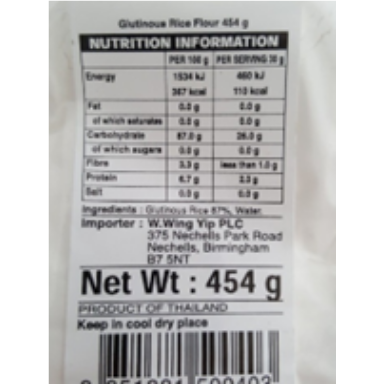 Glutinous Rice Flour 454 g
NUTRITION INFORMATION
PER 100 g PER SERVING 30 g
Energy 1534 kJ 460 kJ
367 kcal 110 kcal
Fat 0.0 g 0.0 g
of which saturates 0.0 g 0.0 g
Carbohydrate 87.0 g 26.0 g
of which sugars 0.0 g 0.0 g
Fibre 3.3 g less than 1.0 g
Protein 6.7 g 2.0 g
Salt 0.0 g 0.0 g
Ingredients : Glutinous Rice 87%, Water.
Importer : W.Wing Yip PLC
375 Nechells Park Road
Nechells, Birmingham
B7 5NT
Net Wt : 454 g
PRODUCT OF THAILAND
Keep in cool dry place